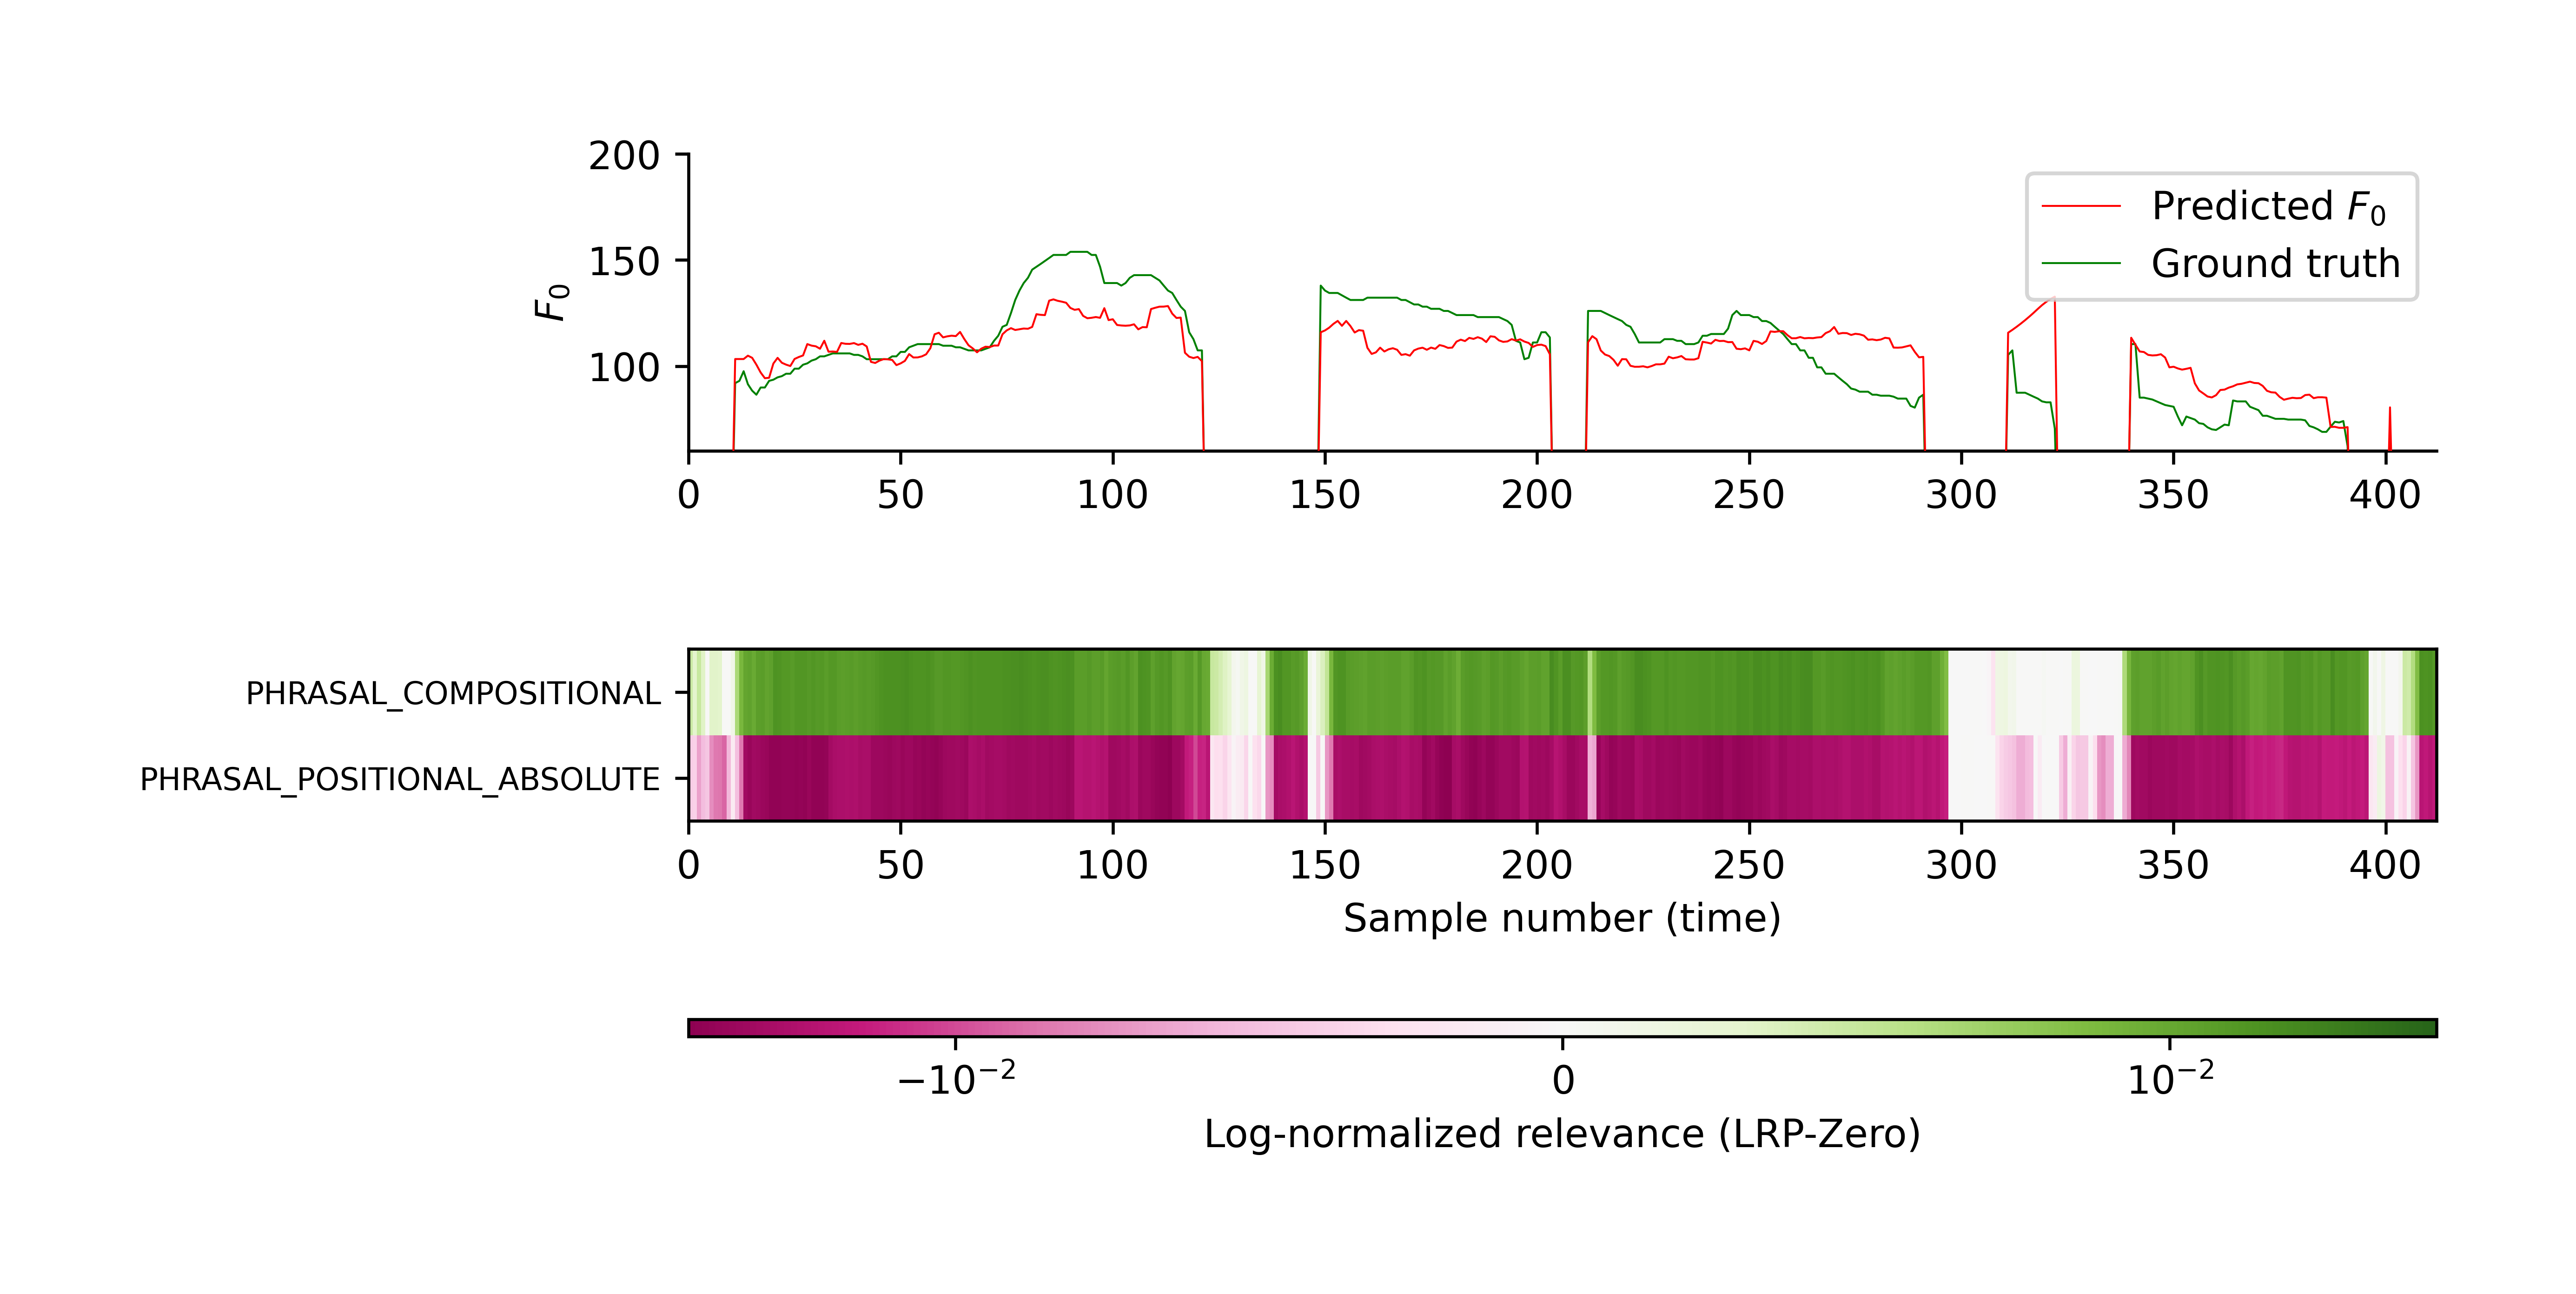 200
150
100
F0
Predicted F0
Ground truth
0 50 100 150 200 250 300 350 400
PHRASAL_COMPOSITIONAL
PHRASAL_POSITIONAL_ABSOLUTE
0 50 100 150 200 250 300 350 400
Sample number (time)
−10⁻² 0 10⁻²
Log-normalized relevance (LRP-Zero)